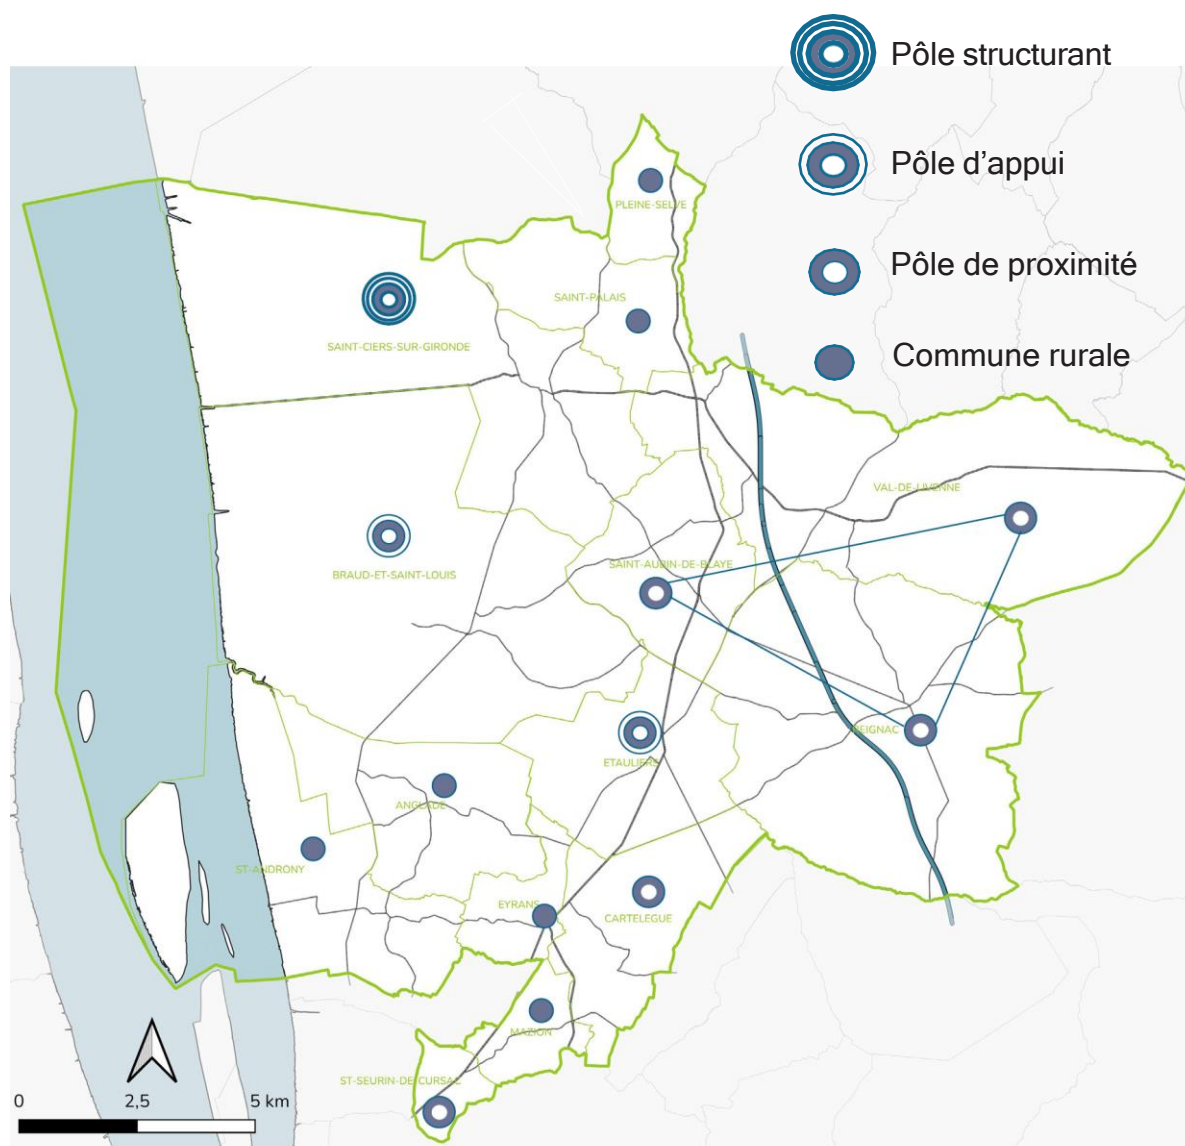 Pôle structurant
Pôle d'appui
PLEINE-SELVE
Pôle de proximité
SAINT-PALAIS
SAINT-CIERS-SUR-GIRONDE
Commune rurale
VAL-DE-LIVENNE
SAINT-AUBIN-DE-BLAYE
BRAUD-ET-SAINT-LOUIS
REIGNAC
ETAULIERS
ANGLADE
ST-ANDRONY
EYRANS
CARTELEGUE
MAZION
ST-SEURIN-DE-CURSAC
0 2,5 5 km